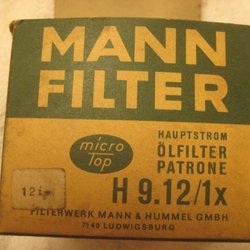 MANN
FILTER
micro
Top
HAUPTSTROM
ÖLFILTER
PATRONE
H 9.12/1x
FILTERWERK MANN & HUMMEL GMBH
7140 LUDWIGSBURG